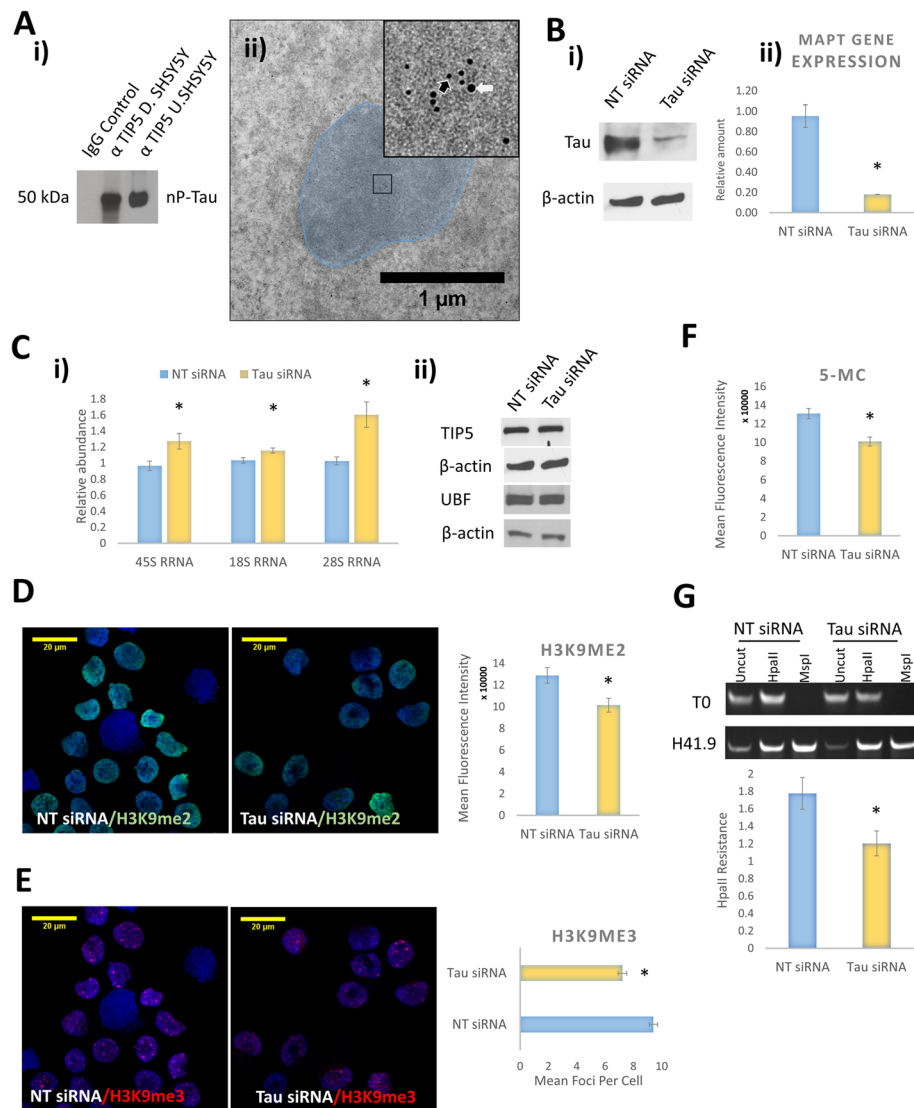 A
i)
IgG Control
α TIP5 D. SHSY5Y
α TIP5 U.SHSY5Y
50 kDa
nP-Tau
ii)
1 µm
B
i)
NT siRNA
Tau siRNA
Tau
β-actin
ii)
MAPT GENE
EXPRESSION
Relative amount
1.20
1.00
0.80
0.60
0.40
0.20
0.00
*
NT siRNA
Tau siRNA
C
i)
NT siRNA
Tau siRNA
Relative abundance
1.8
1.6
1.4
1.2
1
0.8
0.6
0.4
0.2
0
*
*
*
45S RRNA
18S RRNA
28S RRNA
ii)
NT siRNA
Tau siRNA
TIP5
β-actin
UBF
β-actin
F
5-MC
Mean Fluorescence Intensity
x 10000
16
14
12
10
8
6
4
2
0
*
NT siRNA
Tau siRNA
D
20 µm
NT siRNA/H3K9me2
20 µm
Tau siRNA/H3K9me2
H3K9ME2
Mean Fluorescence Intensity
x 10000
14
12
10
8
6
4
2
0
*
NT siRNA
Tau siRNA
G
NT siRNA
Tau siRNA
Uncut
HpaII
MspI
Uncut
HpaII
MspI
T0
H41.9
HpaII Resistance
2
1.8
1.6
1.4
1.2
1
0.8
0.6
0.4
0.2
0
*
NT siRNA
Tau siRNA
E
20 µm
NT siRNA/H3K9me3
20 µm
Tau siRNA/H3K9me3
H3K9ME3
Tau siRNA
*
NT siRNA
0
2
4
6
8
10
Mean Foci Per Cell